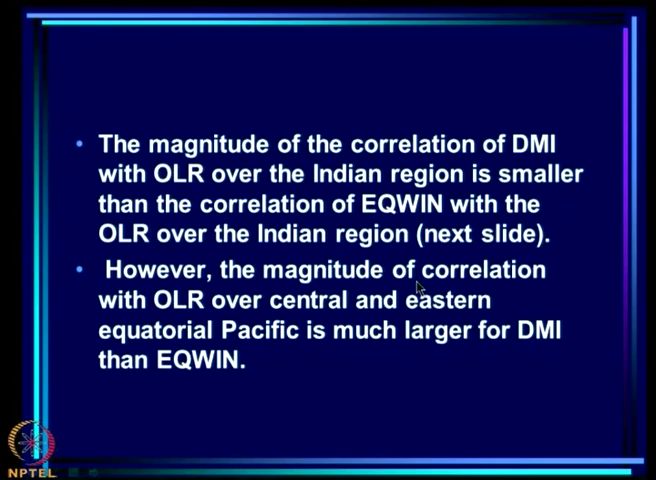 • The magnitude of the correlation of DMI
with OLR over the Indian region is smaller
than the correlation of EQWIN with the
OLR over the Indian region (next slide).
• However, the magnitude of correlation
with OLR over central and eastern
equatorial Pacific is much larger for DMI
than EQWIN.
NPTEL